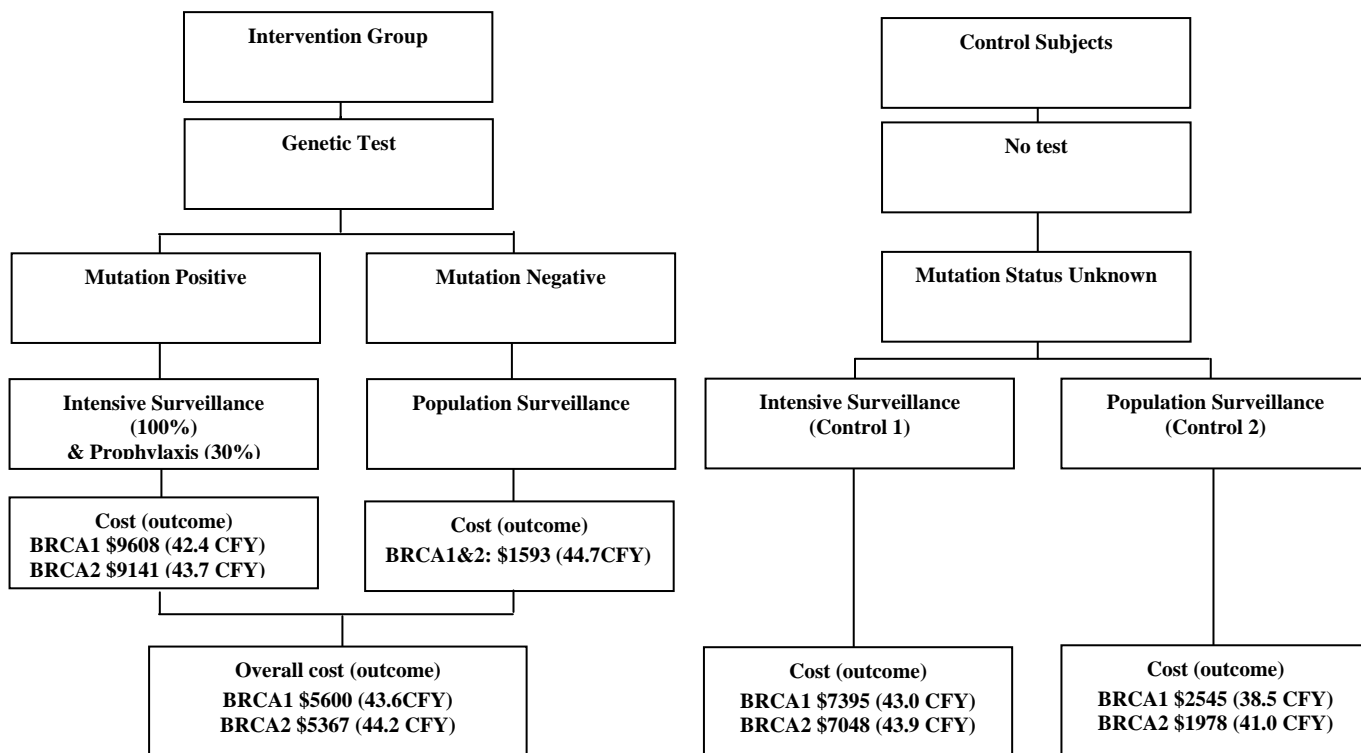 Intervention Group
Genetic Test
Mutation Positive
Mutation Negative
Intensive Surveillance
(100%)
& Prophylaxis (30%)
Population Surveillance
Cost (outcome)
BRCA1 $9608 (42.4 CFY)
BRCA2 $9141 (43.7 CFY)
Cost (outcome)
BRCA1&2: $1593 (44.7CFY)
Overall cost (outcome)
BRCA1 $5600 (43.6CFY)
BRCA2 $5367 (44.2 CFY)
Control Subjects
No test
Mutation Status Unknown
Intensive Surveillance
(Control 1)
Population Surveillance
(Control 2)
Cost (outcome)
BRCA1 $7395 (43.0 CFY)
BRCA2 $7048 (43.9 CFY)
Cost (outcome)
BRCA1 $2545 (38.5 CFY)
BRCA2 $1978 (41.0 CFY)